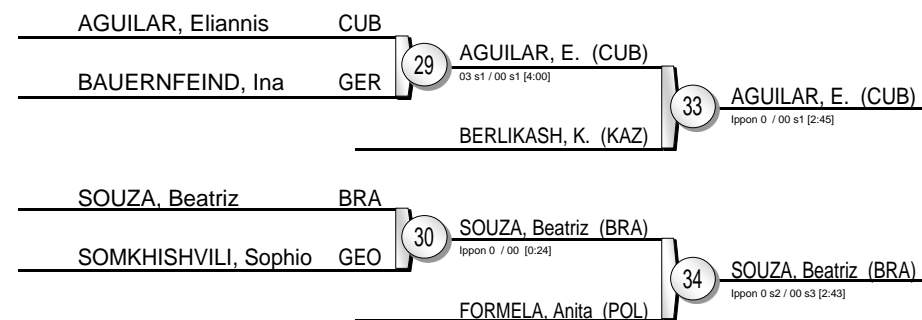 AGUILAR, Eliannis CUB
BAUERNFEIND, Ina GER
29
AGUILAR, E. (CUB)
03 s1 / 00 s1 [4:00]
BERLIKASH, K. (KAZ)
33
AGUILAR, E. (CUB)
Ippon 0 / 00 s1 [2:45]
SOUZA, Beatriz BRA
SOMKHISHVILI, Sophio GEO
30
SOUZA, Beatriz (BRA)
Ippon 0 / 00 [0:24]
FORMELA, Anita (POL)
34
SOUZA, Beatriz (BRA)
Ippon 0 s2 / 00 s3 [2:43]